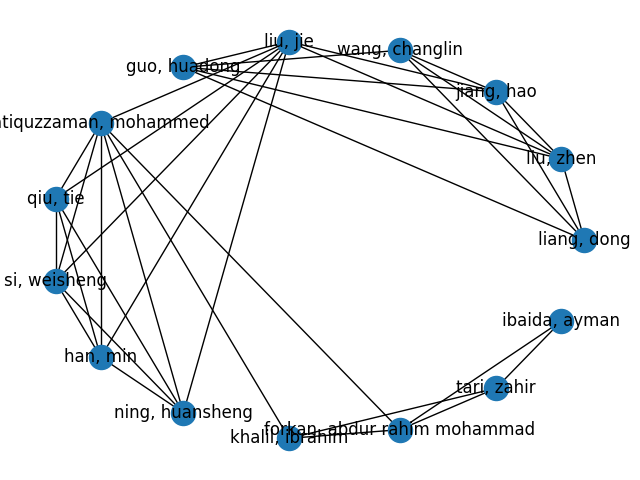 liu, jie
wang, changlin
guo, huadong
jiang, hao
tiquzzaman, mohammed
liu, zhen
qiu, tie
liang, dong
si, weisheng
ibaida, ayman
han, min
tari, zahir
ning, huansheng
forkan, abdur rahim mohammad
khalil, ibrahim